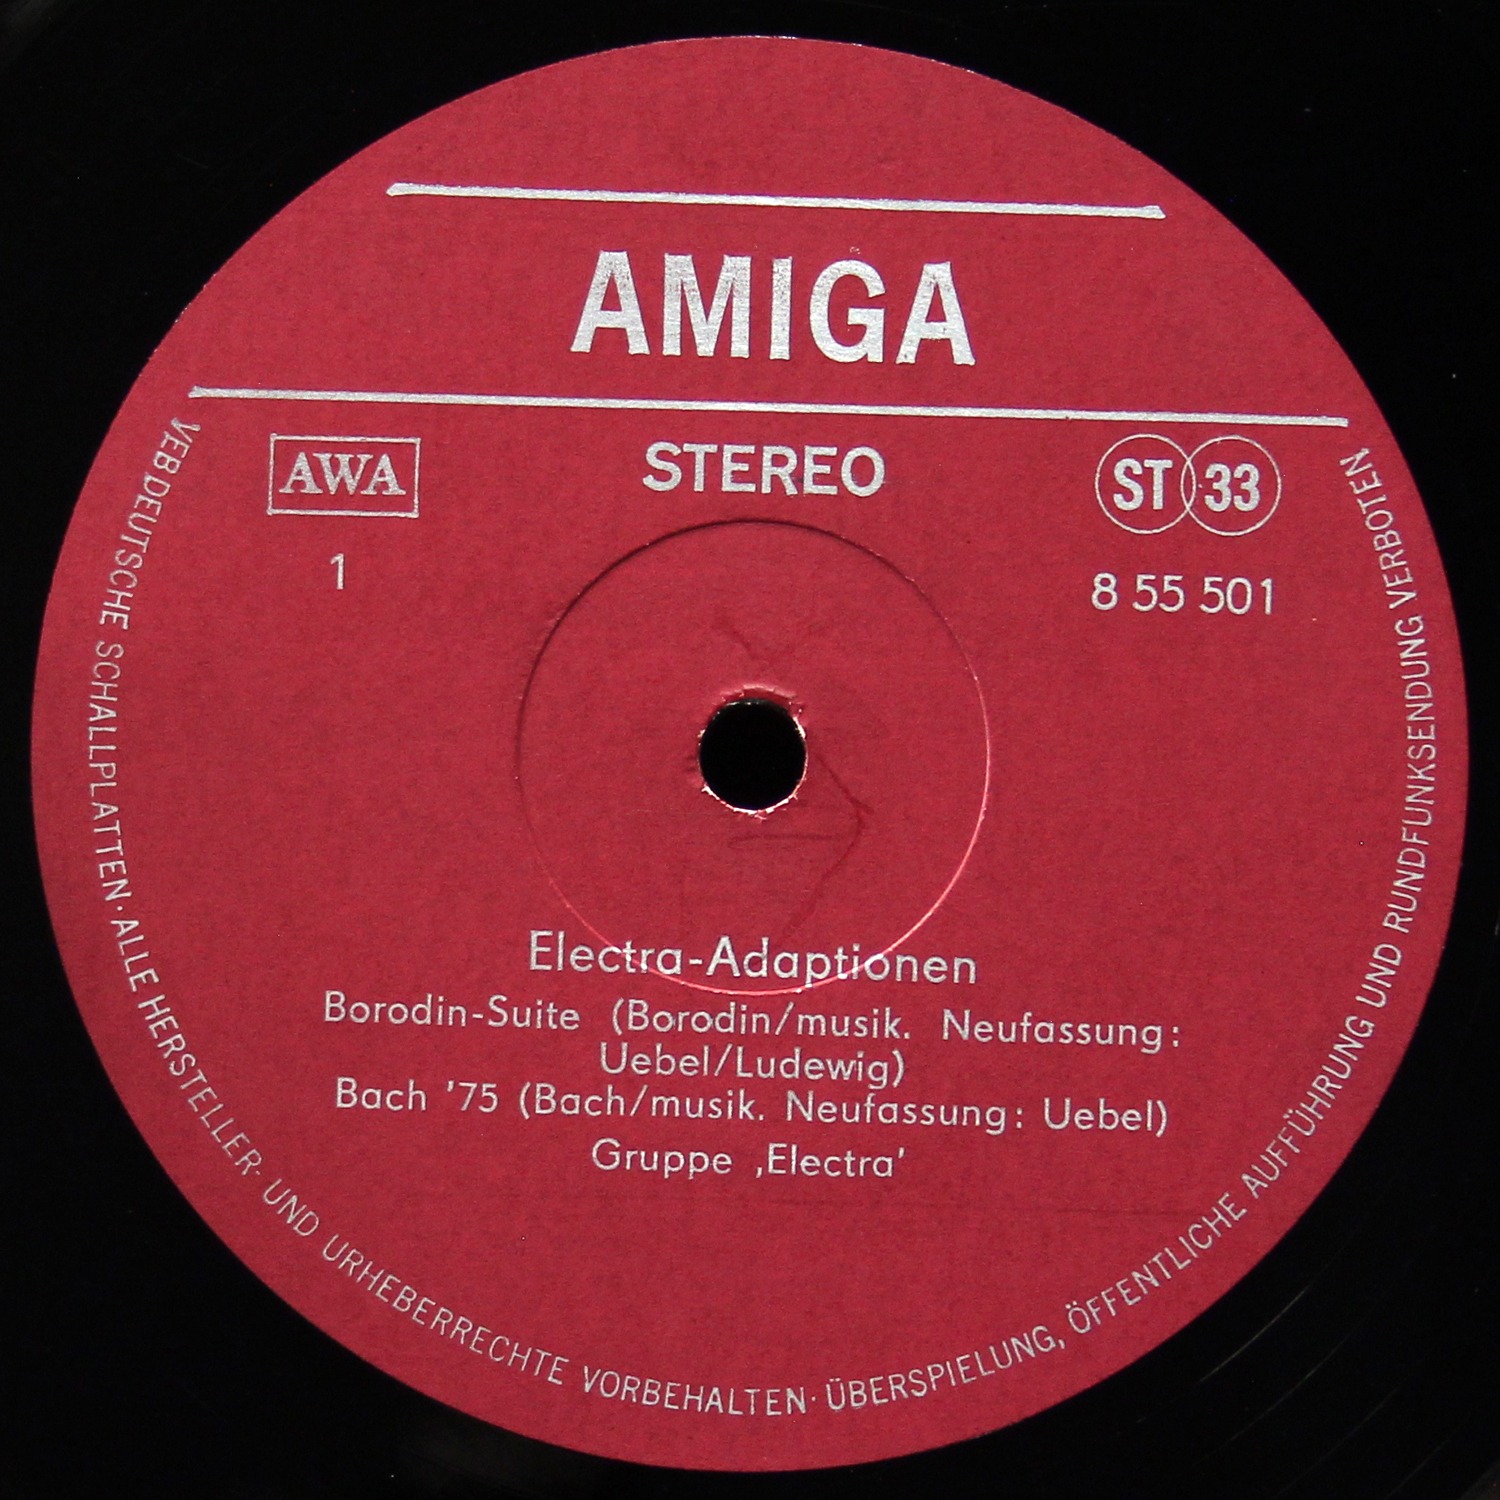 AMIGA
AWA
STEREO
ST 33
1
8 55 501
Electra-Adaptionen
Borodin-Suite (Borodin/musik. Neufassung:
Uebel/Ludewig)
Bach '75 (Bach/musik. Neufassung: Uebel)
Gruppe ‚Electra’
VEB DEUTSCHE SCHALLPLATTEN · ALLE HERSTELLER- UND URHEBERRECHTE VORBEHALTEN · ÜBERSPIELUNG, ÖFFENTLICHE AUFFÜHRUNG UND RUNDFUNKSENDUNG VERBOTEN